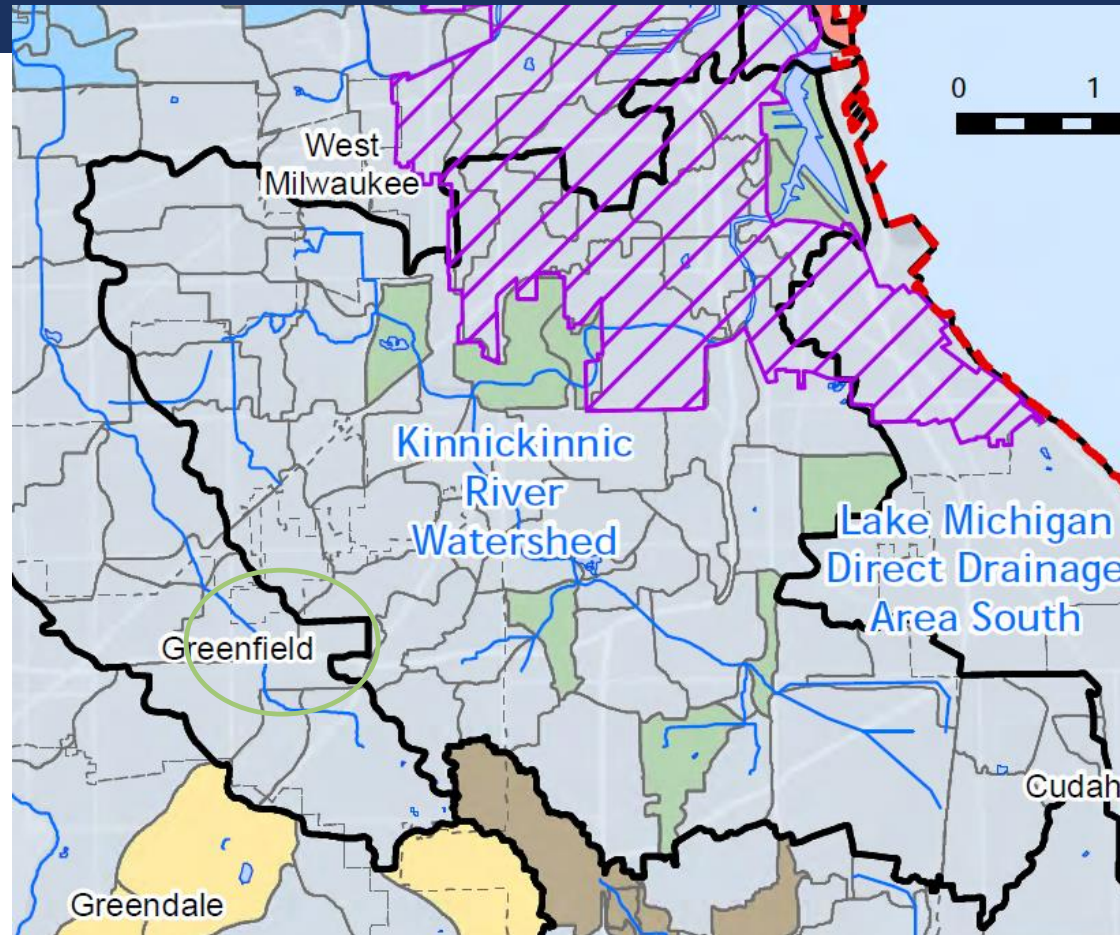 0 1
West
Milwaukee
Kinnickinnic
River
Watershed
Lake Michigan
Direct Drainage
Area South
Greenfield
Cudah
Greendale